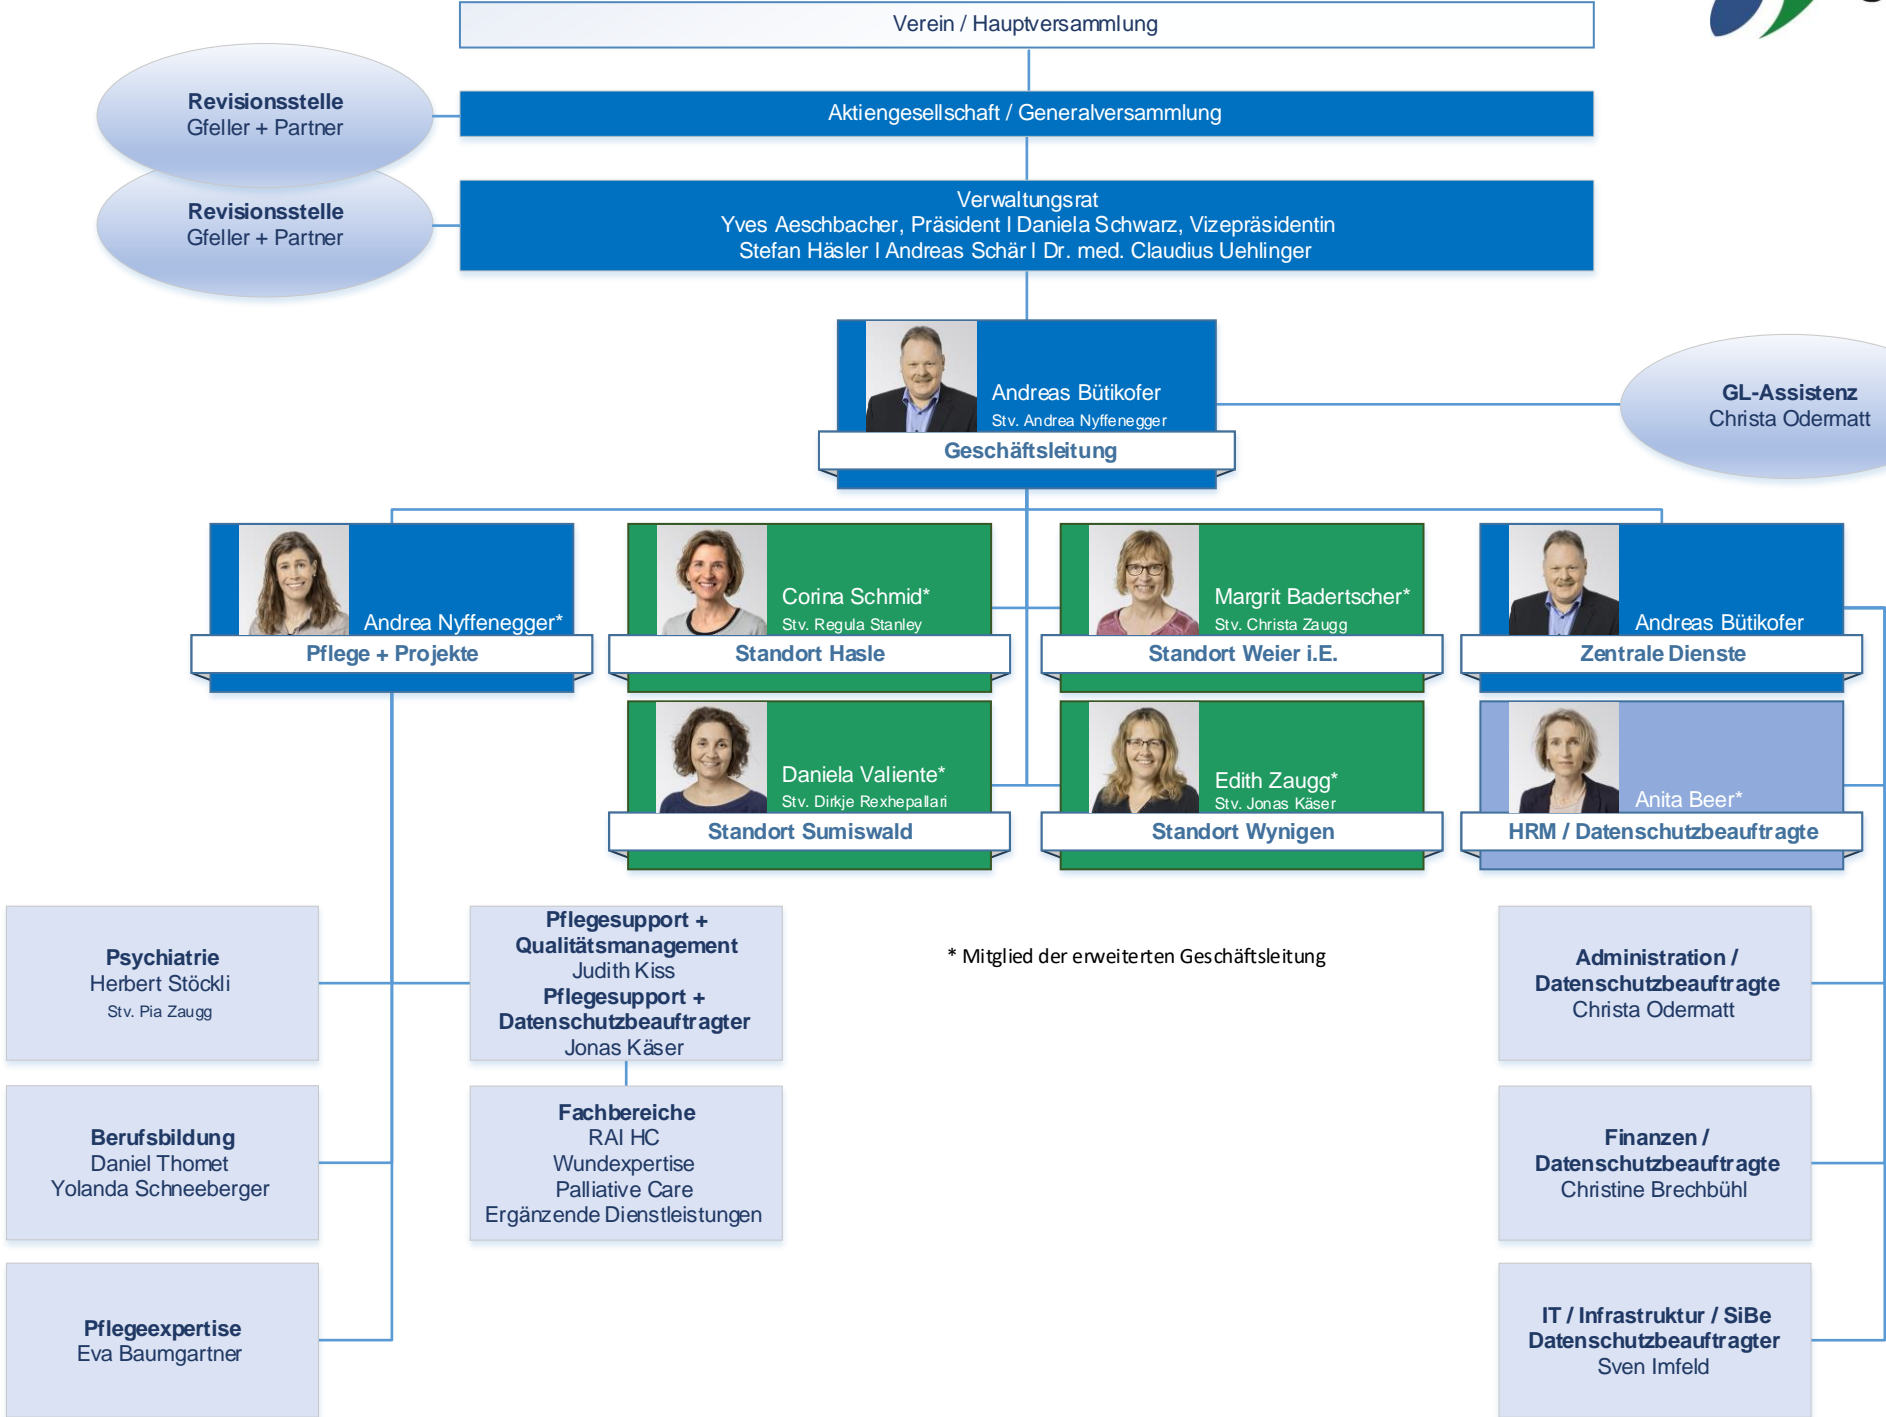 Verein / Hauptversammlung
Revisionsstelle
Gfeller + Partner
Aktiengesellschaft / Generalversammlung
Revisionsstelle
Gfeller + Partner
Verwaltungsrat
Yves Aeschbacher, Präsident I Daniela Schwarz, Vizepräsidentin
Stefan Häsler I Andreas Schär I Dr. med. Claudius Uehlinger
Andreas Bütikofer
Stv. Andrea Nyffenegger
Geschäftsleitung
GL-Assistenz
Christa Odermatt
Andrea Nyffenegger*
Pflege + Projekte
Corina Schmid*
Stv. Regula Stanley
Standort Hasle
Margrit Badertscher*
Stv. Christa Zaugg
Standort Weier i.E.
Andreas Bütikofer
Zentrale Dienste
Daniela Valiente*
Stv. Dirkje Rexhepallari
Standort Sumiswald
Edith Zaugg*
Stv. Jonas Käser
Standort Wynigen
Anita Beer*
HRM / Datenschutzbeauftragte
Psychiatrie
Herbert Stöckli
Stv. Pia Zaugg
Pflegesupport +
Qualitätsmanagement
Judith Kiss
Pflegesupport +
Datenschutzbeauftragter
Jonas Käser
* Mitglied der erweiterten Geschäftsleitung
Administration /
Datenschutzbeauftragte
Christa Odermatt
Berufsbildung
Daniel Thomet
Yolanda Schneeberger
Fachbereiche
RAI HC
Wundexpertise
Palliative Care
Ergänzende Dienstleistungen
Finanzen /
Datenschutzbeauftragte
Christine Brechbühl
Pflegeexpertise
Eva Baumgartner
IT / Infrastruktur / SiBe
Datenschutzbeauftragter
Sven Imfeld